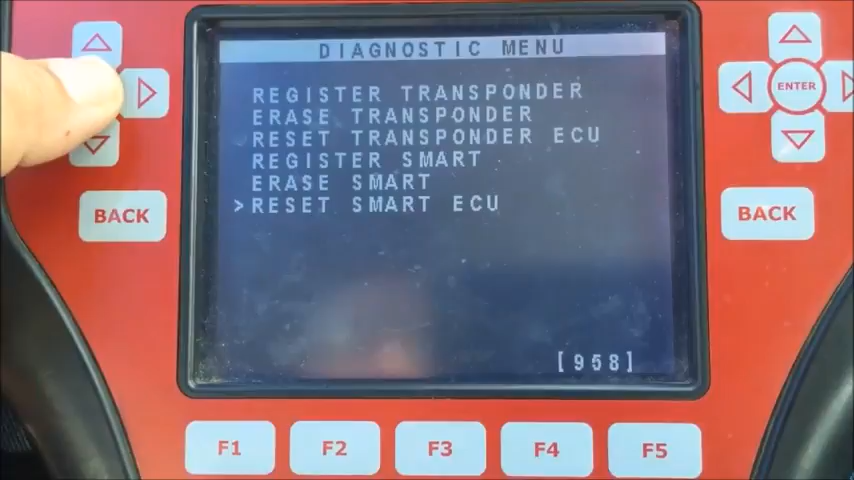 DIAGNOSTIC MENU
REGISTER TRANSPONDER
ERASE TRANSPONDER
RESET TRANSPONDER ECU
REGISTER SMART
ERASE SMART
>RESET SMART ECU
[958]
ENTER
BACK
BACK
F1
F2
F3
F4
F5